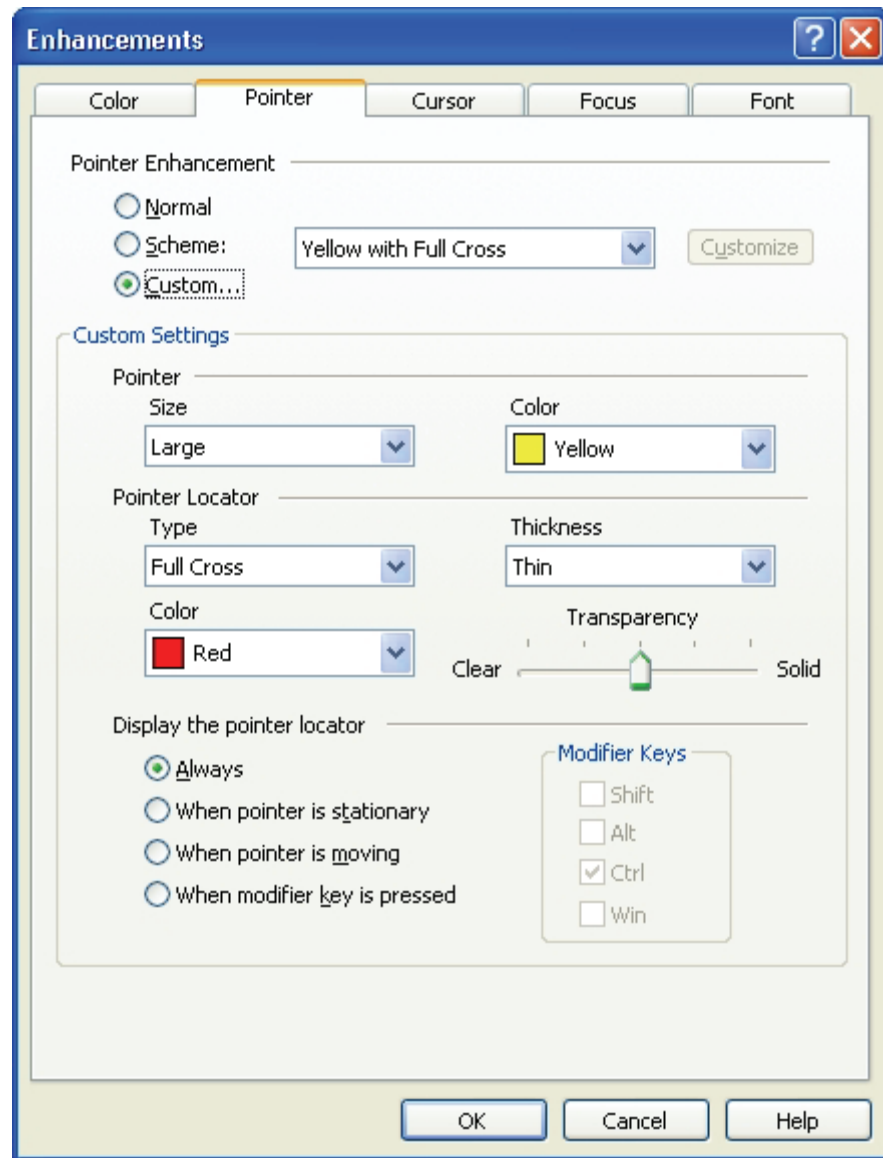 Enhancements
Color Pointer Cursor Focus Font
Pointer Enhancement
Normal
Scheme: Yellow with Full Cross Customize
Custom...
Custom Settings
Pointer
Size Color
Large Yellow
Pointer Locator
Type Thickness
Full Cross Thin
Color Transparency
Red Clear Solid
Display the pointer locator
Modifier Keys
Always
Shift
When pointer is stationary
Alt
When pointer is moving
Ctrl
When modifier key is pressed
Win
OK Cancel Help